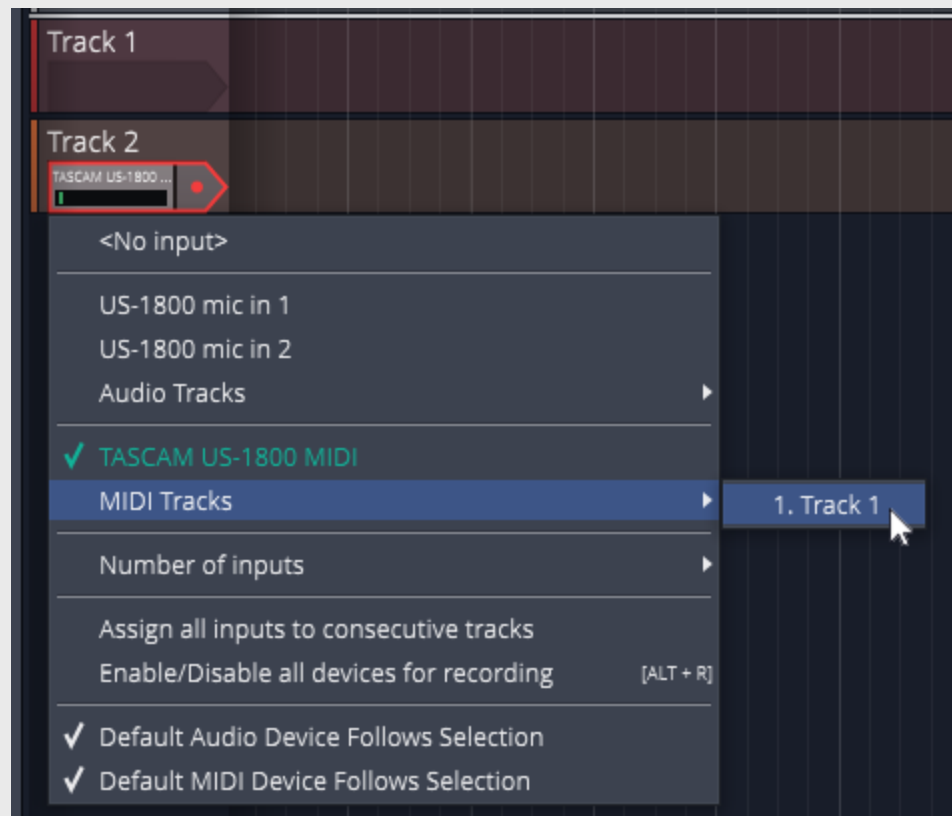 Track 1
Track 2
TASCAM US-1800 ...
<No input>
US-1800 mic in 1
US-1800 mic in 2
Audio Tracks
TASCAM US-1800 MIDI
MIDI Tracks
1. Track 1
Number of inputs
Assign all inputs to consecutive tracks
Enable/Disable all devices for recording [ALT + R]
Default Audio Device Follows Selection
Default MIDI Device Follows Selection